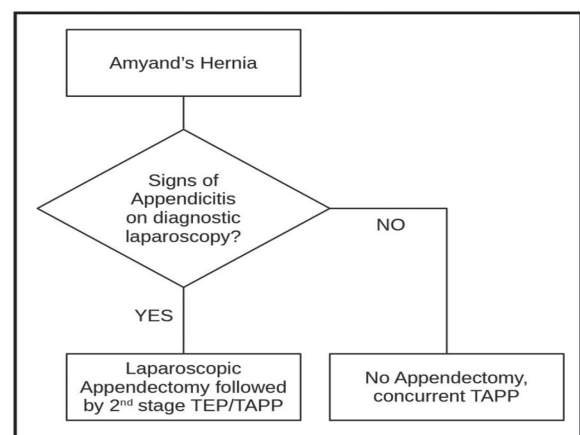 Amyand's Hernia
Signs of
Appendicitis
on diagnostic
laparoscopy?
NO
YES
Laparoscopic
Appendectomy followed
by 2nd stage TEP/TAPP
No Appendectomy,
concurrent TAPP